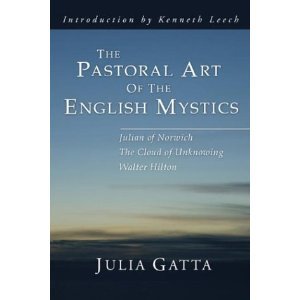 Introduction by Kenneth Leech
THE
PASTORAL ART
OF THE
ENGLISH MYSTICS
Julian of Norwich
The Cloud of Unknowing
Walter Hilton
JULIA GATTA